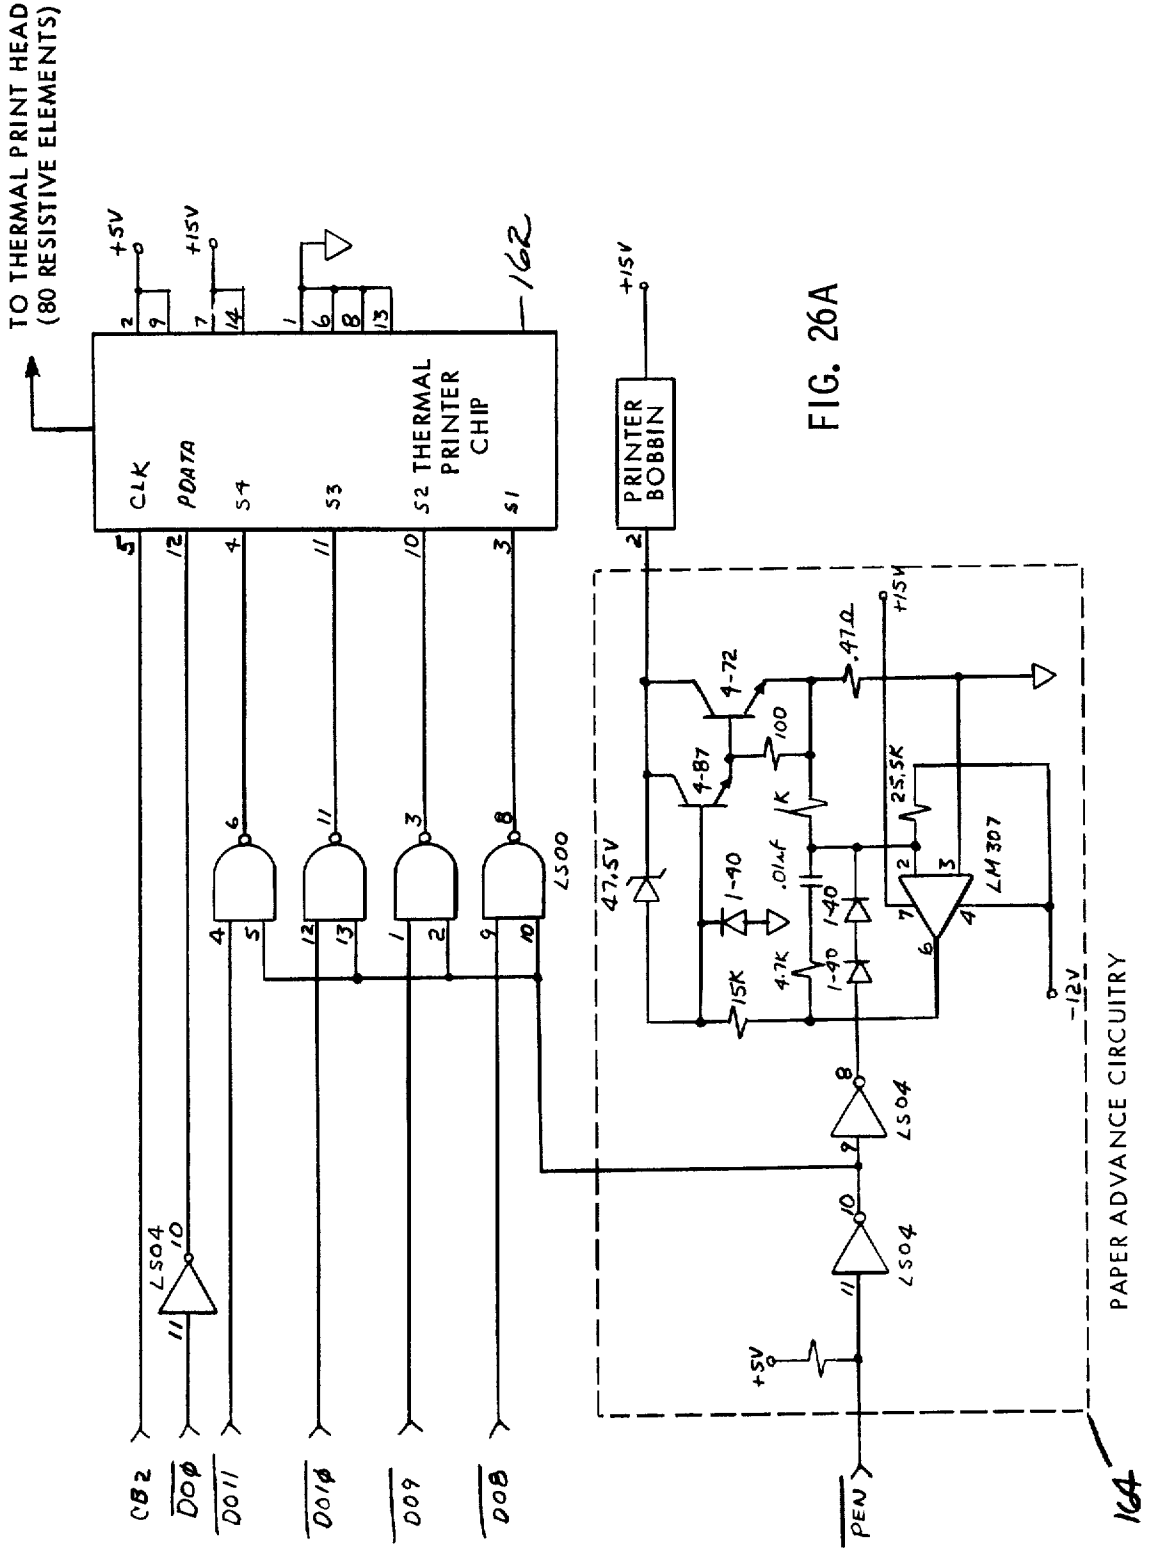 TO THERMAL PRINT HEAD
(80 RESISTIVE ELEMENTS)
+5V
+15V
2
9
7
14
1
6
8
13
162
CLK
PDATA
S4
S3
S2 THERMAL
PRINTER
CHIP
S1
5
12
4
11
10
3
6
11
3
8
LS00
4
5
12
13
1
2
9
10
LS04
10
11
CB2
DOφ
DO11
DO1φ
DO9
DO8
+15V
PRINTER
BOBBIN
2
FIG. 26A
47.5V
4-87
4-72
100
.47Ω
+15V
1-40
.01μF
1K
25.5K
15K
4.7K
1-40
1-40
2
3
7
4
6
LM307
-12V
8
9
LS04
10
11
LS04
+5V
PEN
PAPER ADVANCE CIRCUITRY
164